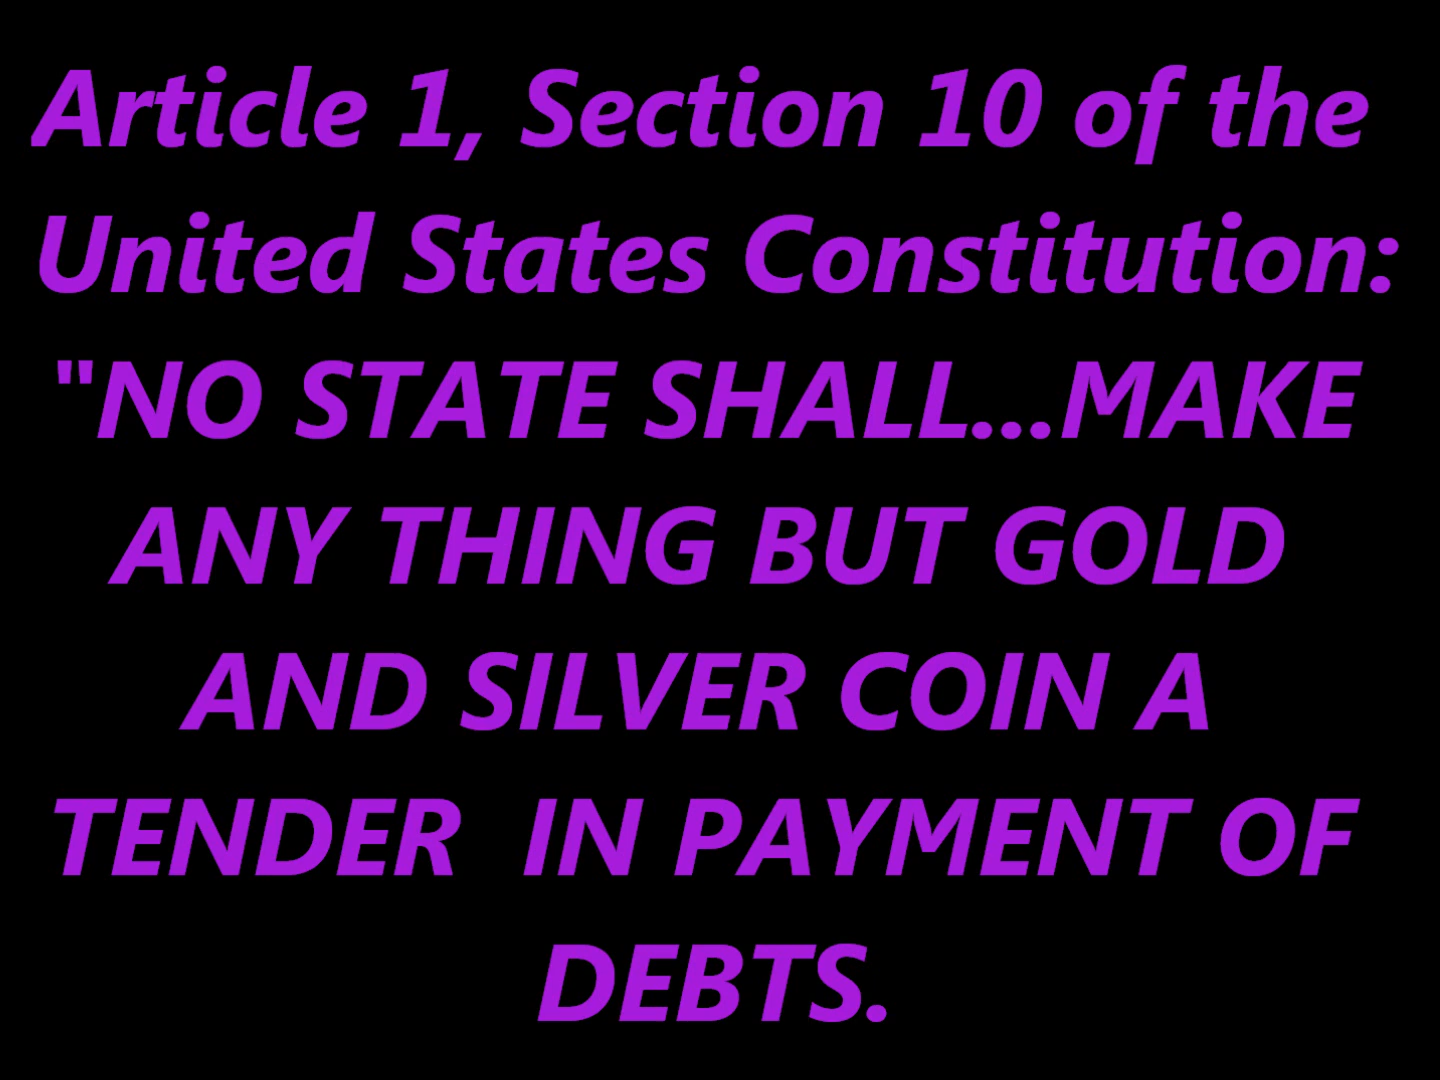 Article 1, Section 10 of the
United States Constitution:
"NO STATE SHALL...MAKE
ANY THING BUT GOLD
AND SILVER COIN A
TENDER  IN PAYMENT OF
DEBTS.